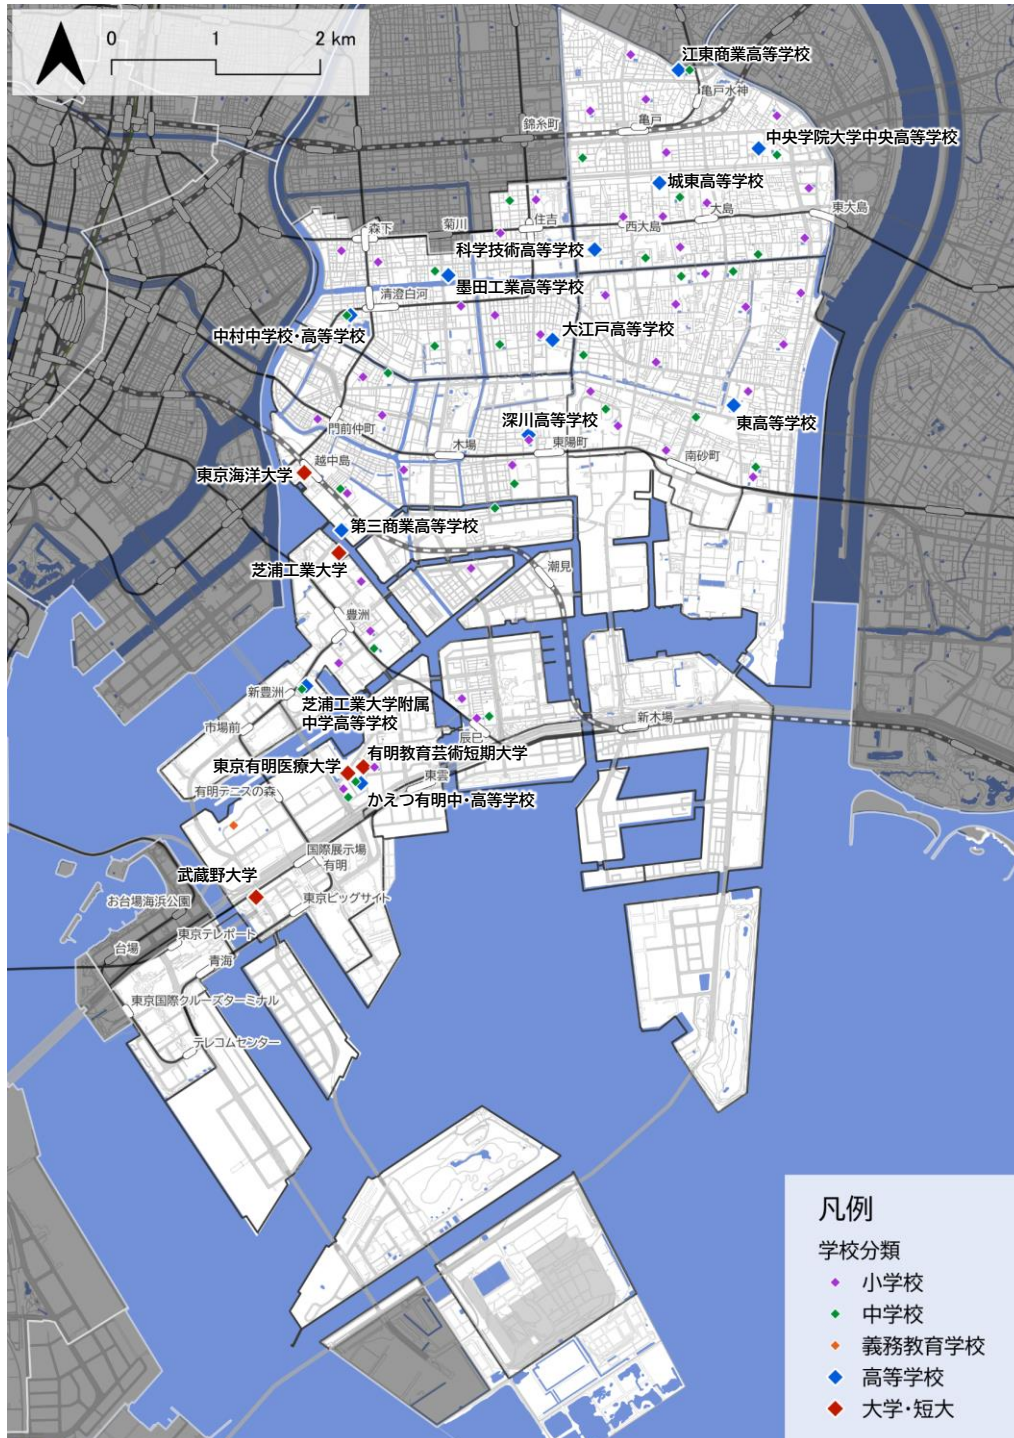 0 1 2 km
江東商業高等学校
亀戸水神
錦糸町
亀戸
中央学院大学中央高等学校
城東高等学校
大島
東大島
森下
菊川
住吉
西大島
科学技術高等学校
墨田工業高等学校
清澄白河
中村中学校・高等学校
大江戸高等学校
深川高等学校
東高等学校
門前仲町
木場
東陽町
南砂町
越中島
東京海洋大学
第三商業高等学校
芝浦工業大学
潮見
豊洲
新豊洲
芝浦工業大学附属
中学高等学校
市場前
新木場
辰巳
有明教育芸術短期大学
東京有明医療大学
東雲
有明テニスの森
かえつ有明中・高等学校
国際展示場
有明
武蔵野大学
お台場海浜公園
東京ビッグサイト
東京テレポート
台場
青海
東京国際クルーズターミナル
テレコムセンター
凡例
学校分類
小学校
中学校
義務教育学校
高等学校
大学・短大